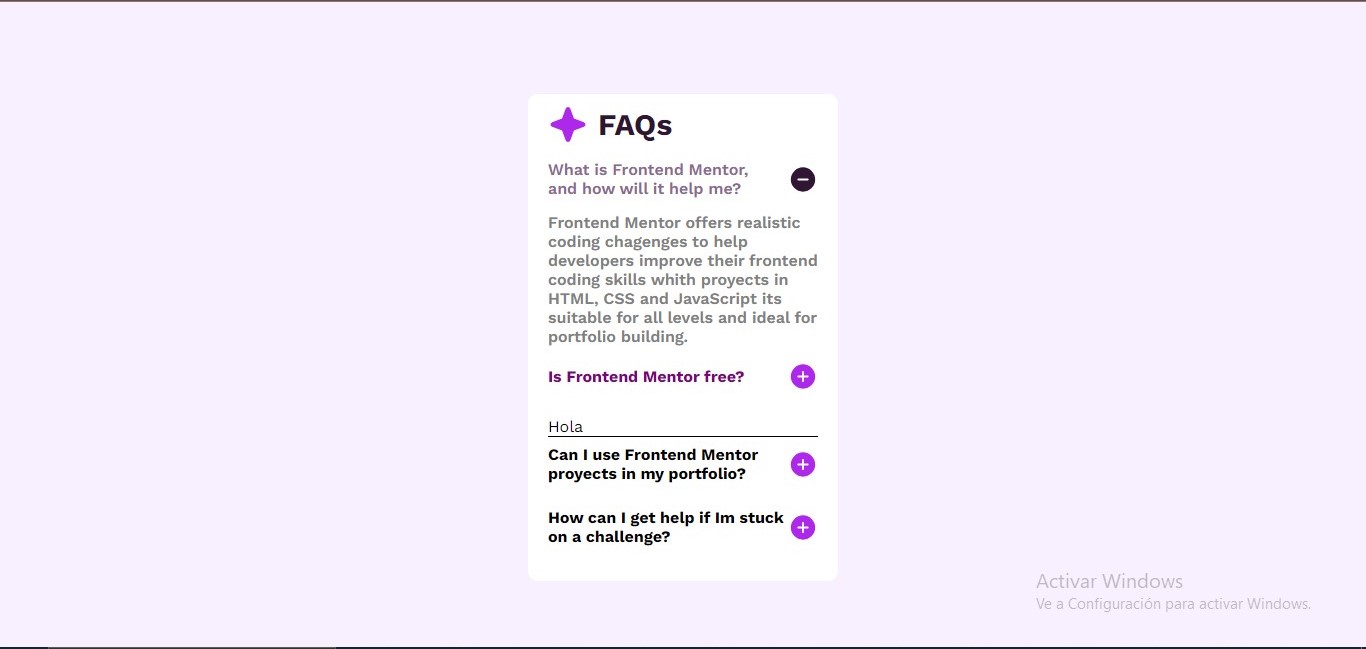 FAQs
What is Frontend Mentor,
and how will it help me?
Frontend Mentor offers realistic
coding chagenges to help
developers improve their frontend
coding skills whith proyects in
HTML, CSS and JavaScript its
suitable for all levels and ideal for
portfolio building.
Is Frontend Mentor free?
Hola
Can I use Frontend Mentor
proyects in my portfolio?
How can I get help if Im stuck
on a challenge?
Activar Windows
Ve a Configuración para activar Windows.